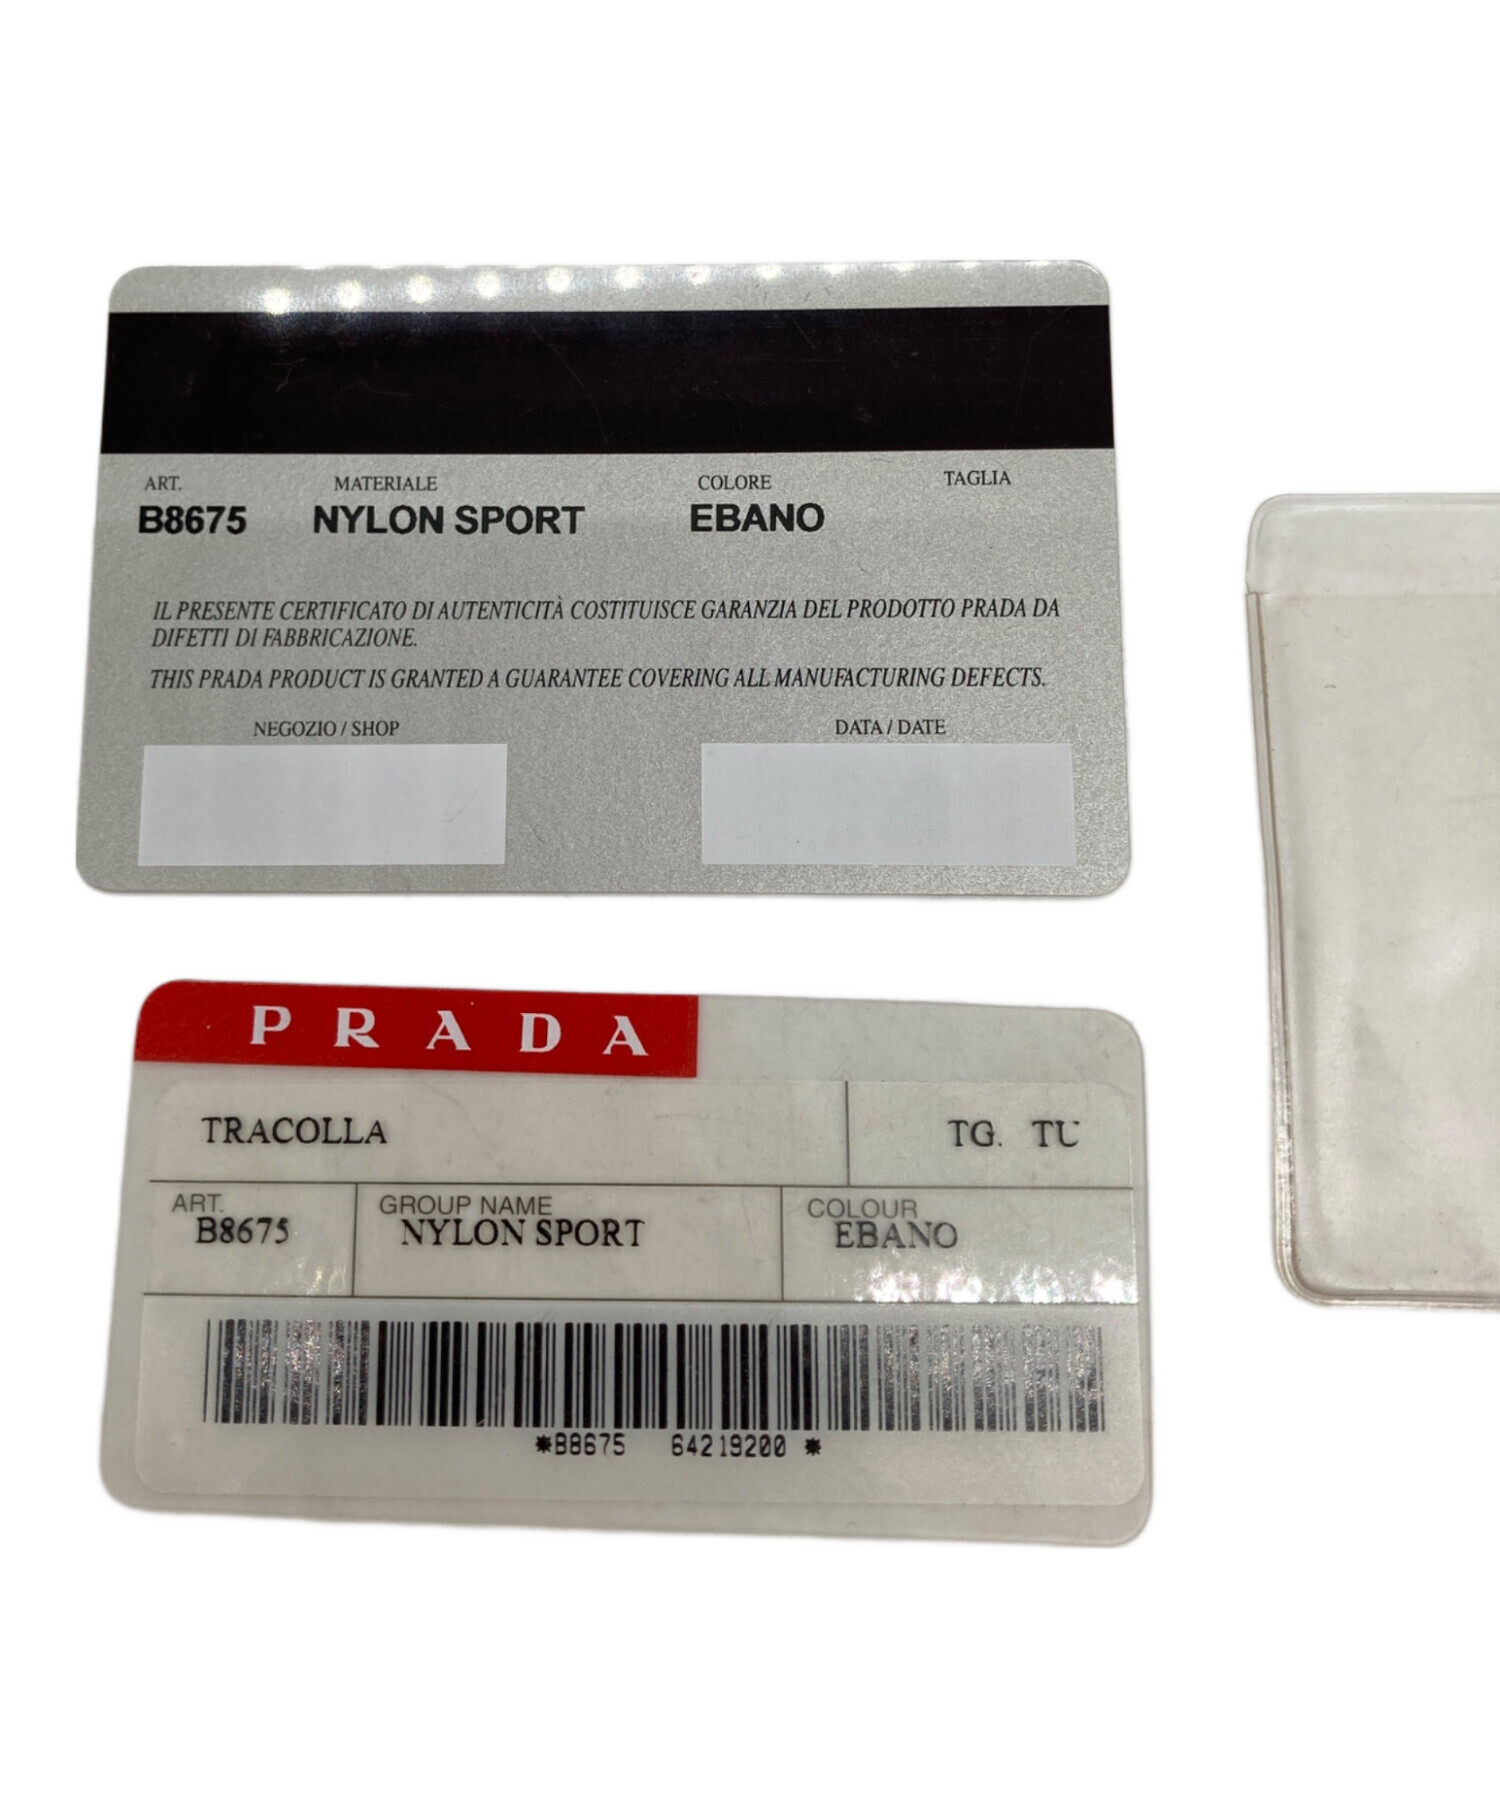 ART. MATERIALE COLORE TAGLIA
B8675 NYLON SPORT EBANO
IL PRESENTE CERTIFICATO DI AUTENTICITÀ COSTITUISCE GARANZIA DEL PRODOTTO PRADA DA
DIFETTI DI FABBRICAZIONE.
THIS PRADA PRODUCT IS GRANTED A GUARANTEE COVERING ALL MANUFACTURING DEFECTS.
NEGOZIO / SHOP DATA / DATE
PRADA
TRACOLLA TG. TU
ART. GROUP NAME COLOUR
B8675 NYLON SPORT EBANO
*B8675 64219200 *